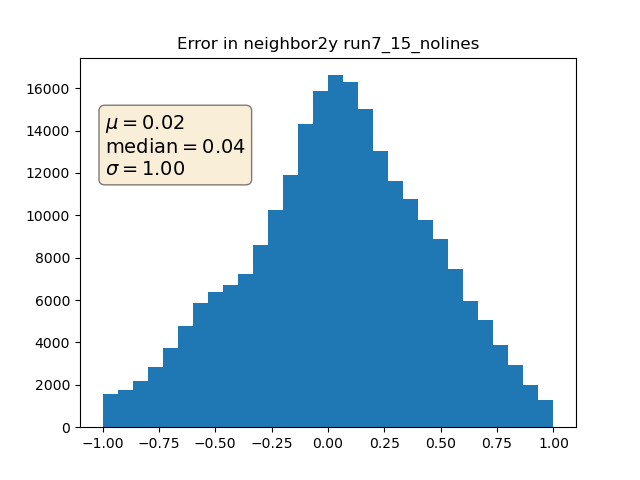 Error in neighbor2y run7_15_nolines
16000
14000
12000
10000
8000
6000
4000
2000
0
μ = 0.02
median = 0.04
σ = 1.00
−1.00 −0.75 −0.50 −0.25 0.00 0.25 0.50 0.75 1.00